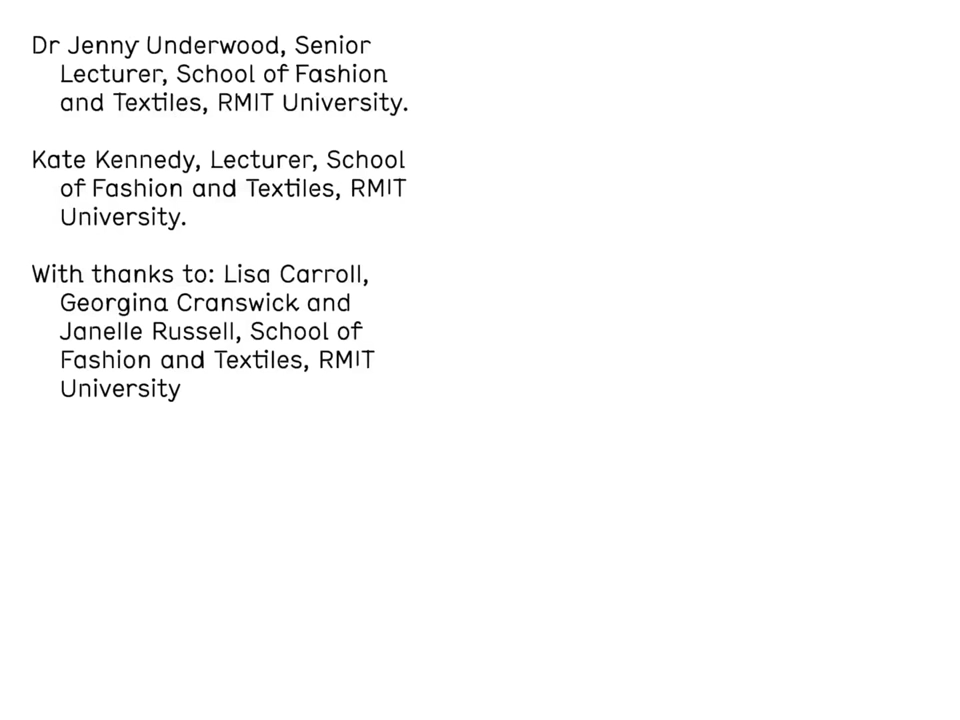 Dr Jenny Underwood, Senior
Lecturer, School of Fashion
and Textiles, RMIT University.
Kate Kennedy, Lecturer, School
of Fashion and Textiles, RMIT
University.
With thanks to: Lisa Carroll,
Georgina Cranswick and
Janelle Russell, School of
Fashion and Textiles, RMIT
University